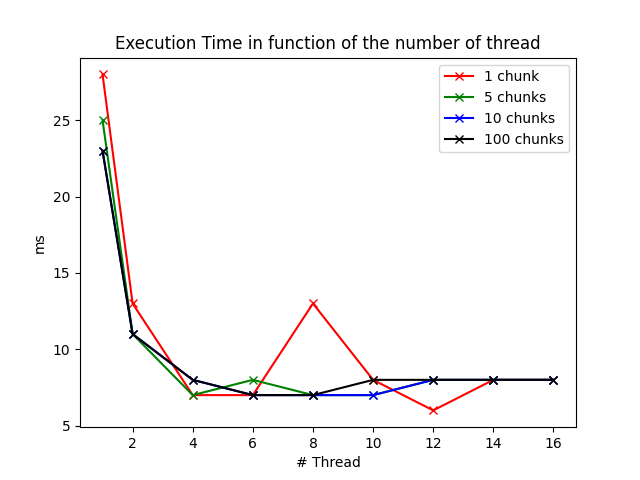 Execution Time in function of the number of thread
1 chunk
5 chunks
10 chunks
100 chunks
25
20
15
10
5
ms
2 4 6 8 10 12 14 16
# Thread